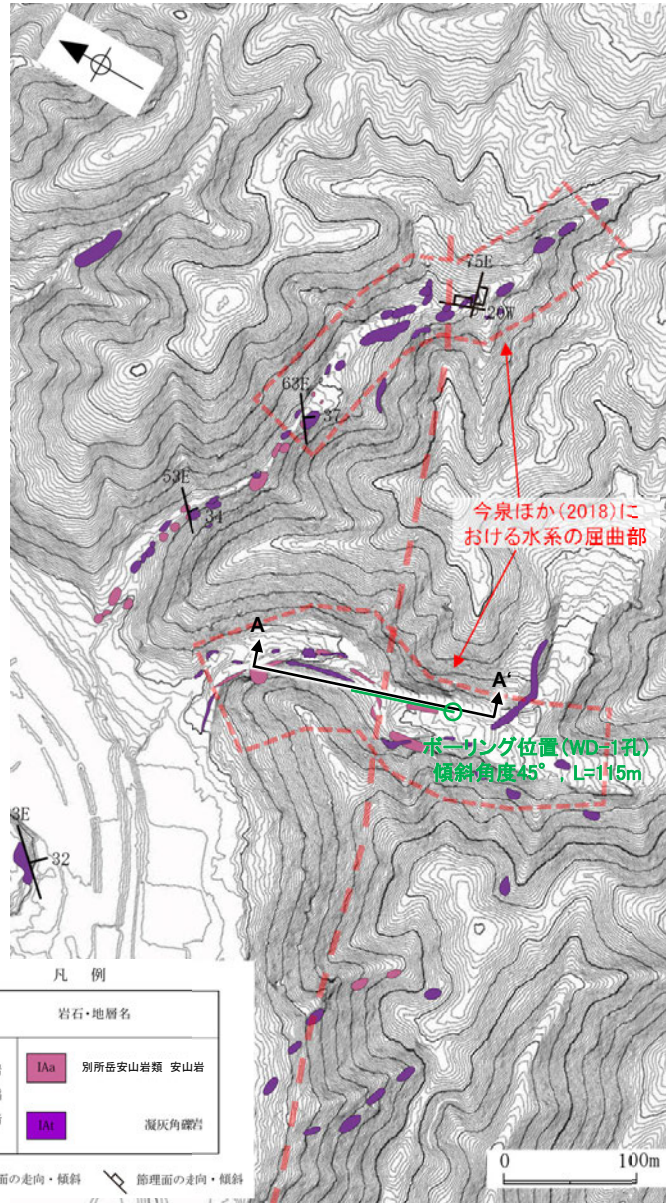 75E
20W
63E
37
53E
34
今泉ほか(2018)に
おける水系の屈曲部
A
A'
ボーリング位置(WD-1孔)
傾斜角度45°, L=115m
3E
32
凡 例
岩石・地層名
IAa 別所岳安山岩類 安山岩
IAt 凝灰角礫岩
面の走向・傾斜 節理面の走向・傾斜
0 100m